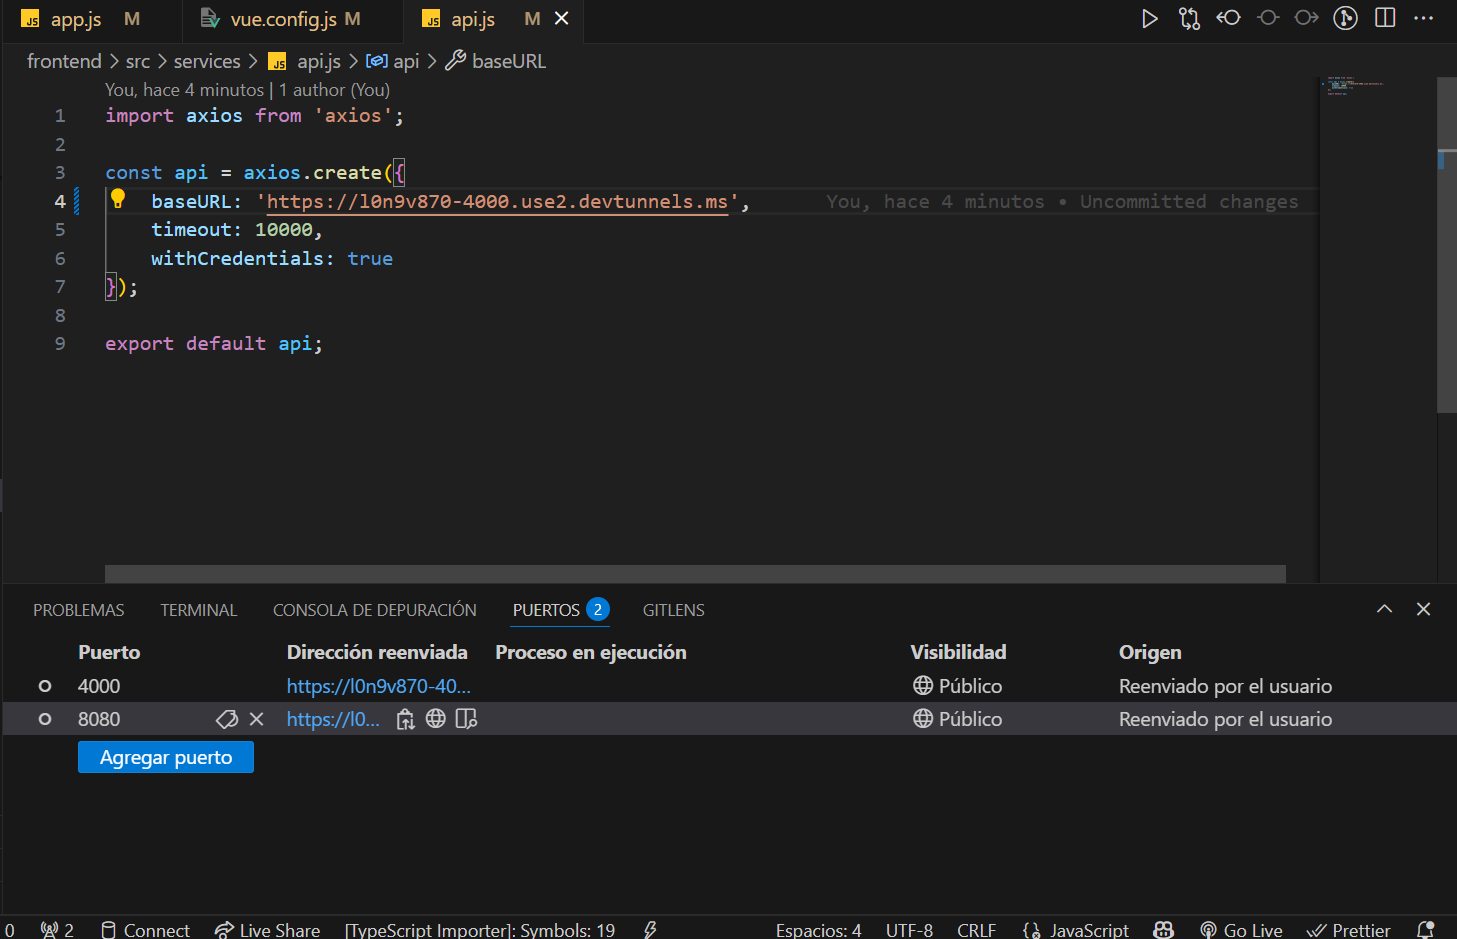 JS app.js M
vue.config.js M
JS api.js M
frontend > src > services > JS api.js > api > baseURL
You, hace 4 minutos | 1 author (You)
1 import axios from 'axios';
2
3 const api = axios.create({
4 baseURL: 'https://l0n9v870-4000.use2.devtunnels.ms', You, hace 4 minutos • Uncommitted changes
5 timeout: 10000,
6 withCredentials: true
7 });
8
9 export default api;
PROBLEMAS TERMINAL CONSOLA DE DEPURACIÓN PUERTOS 2 GITLENS
Puerto Dirección reenviada Proceso en ejecución Visibilidad Origen
4000 https://l0n9v870-40... Público Reenviado por el usuario
8080 https://l0... Público Reenviado por el usuario
Agregar puerto
0 2 Connect Live Share [TypeScript Importer]: Symbols: 19 Espacios: 4 UTF-8 CRLF JavaScript Go Live Prettier